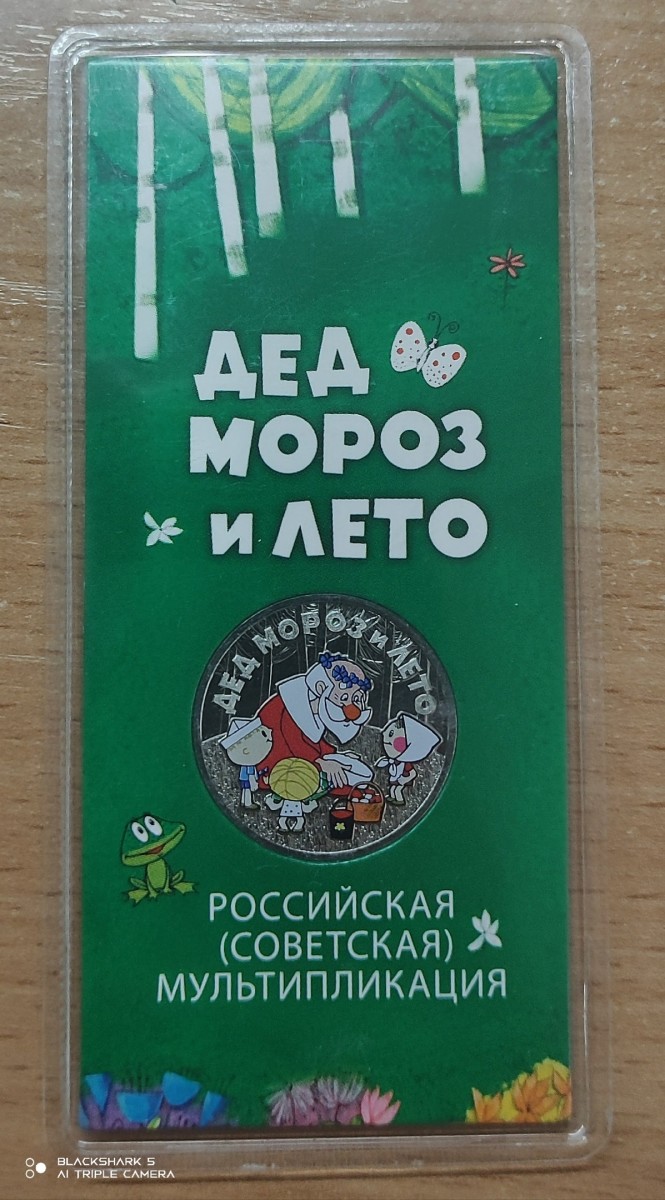 ДЕД
МОРОЗ
и ЛЕТО
ДЕД МОРОЗ и ЛЕТО
РОССИЙСКАЯ
(СОВЕТСКАЯ)
МУЛЬТИПЛИКАЦИЯ
BLACKSHARK 5
AI TRIPLE CAMERA